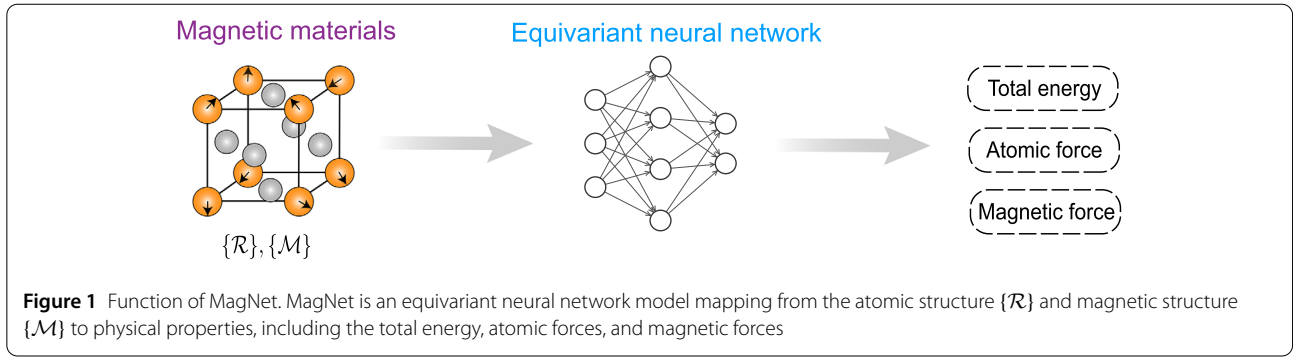 Magnetic materials
Equivariant neural network
Total energy
Atomic force
Magnetic force
{ℛ}, {ℳ}
Figure 1 Function of MagNet. MagNet is an equivariant neural network model mapping from the atomic structure {ℛ} and magnetic structure
{ℳ} to physical properties, including the total energy, atomic forces, and magnetic forces